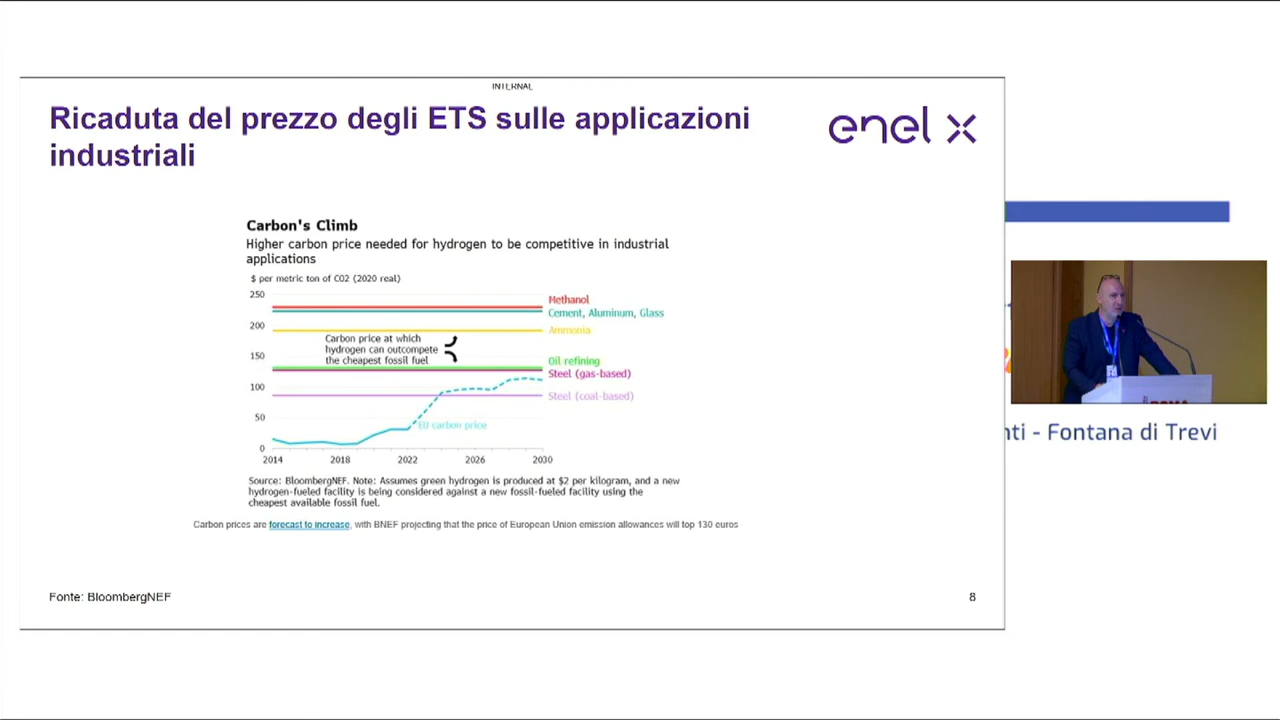 INTERNAL
Ricaduta del prezzo degli ETS sulle applicazioni
industriali
enel x
Carbon's Climb
Higher carbon price needed for hydrogen to be competitive in industrial
applications
$ per metric ton of CO2 (2020 real)
250
200
150
100
50
0
Methanol
Cement, Aluminum, Glass
Ammonia
Carbon price at which
hydrogen can outcompete
the cheapest fossil fuel
Oil refining
Steel (gas-based)
Steel (coal-based)
EU carbon price
2014
2018
2022
2026
2030
Source: BloombergNEF. Note: Assumes green hydrogen is produced at $2 per kilogram, and a new
hydrogen-fueled facility is being considered against a new fossil-fueled facility using the
cheapest available fossil fuel.
Carbon prices are forecast to increase, with BNEF projecting that the price of European Union emission allowances will top 130 euros
Fonte: BloombergNEF
8
nti - Fontana di Trevi